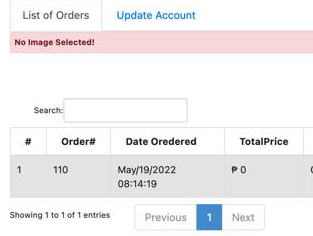 List of Orders Update Account
No Image Selected!
Search:
# Order# Date Oredered TotalPrice
1 110 May/19/2022 ₱ 0
08:14:19
Showing 1 to 1 of 1 entries Previous 1 Next